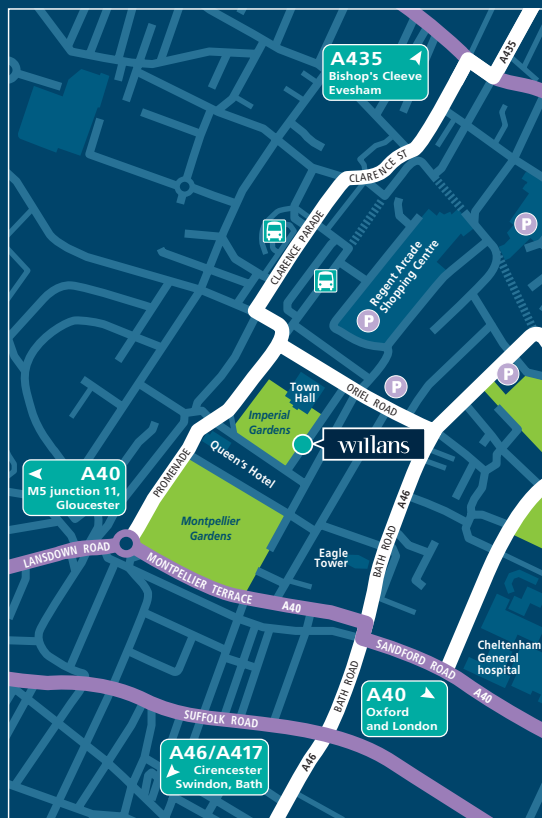 A435
A435
Bishop's Cleeve
Evesham
CLARENCE ST
CLARENCE PARADE
Regent Arcade
Shopping Centre
P
P
P
P
Town
Hall
ORIEL ROAD
Imperial
Gardens
willans
Queen's Hotel
PROMENADE
A40
M5 junction 11,
Gloucester
A46
BATH ROAD
Montpellier
Gardens
Eagle
Tower
LANSDOWN ROAD
MONTPELLIER TERRACE
A40
SANDFORD ROAD
A40
Cheltenham
General
hospital
BATH ROAD
A40
Oxford
and London
SUFFOLK ROAD
A46/A417
Cirencester
Swindon, Bath
A46